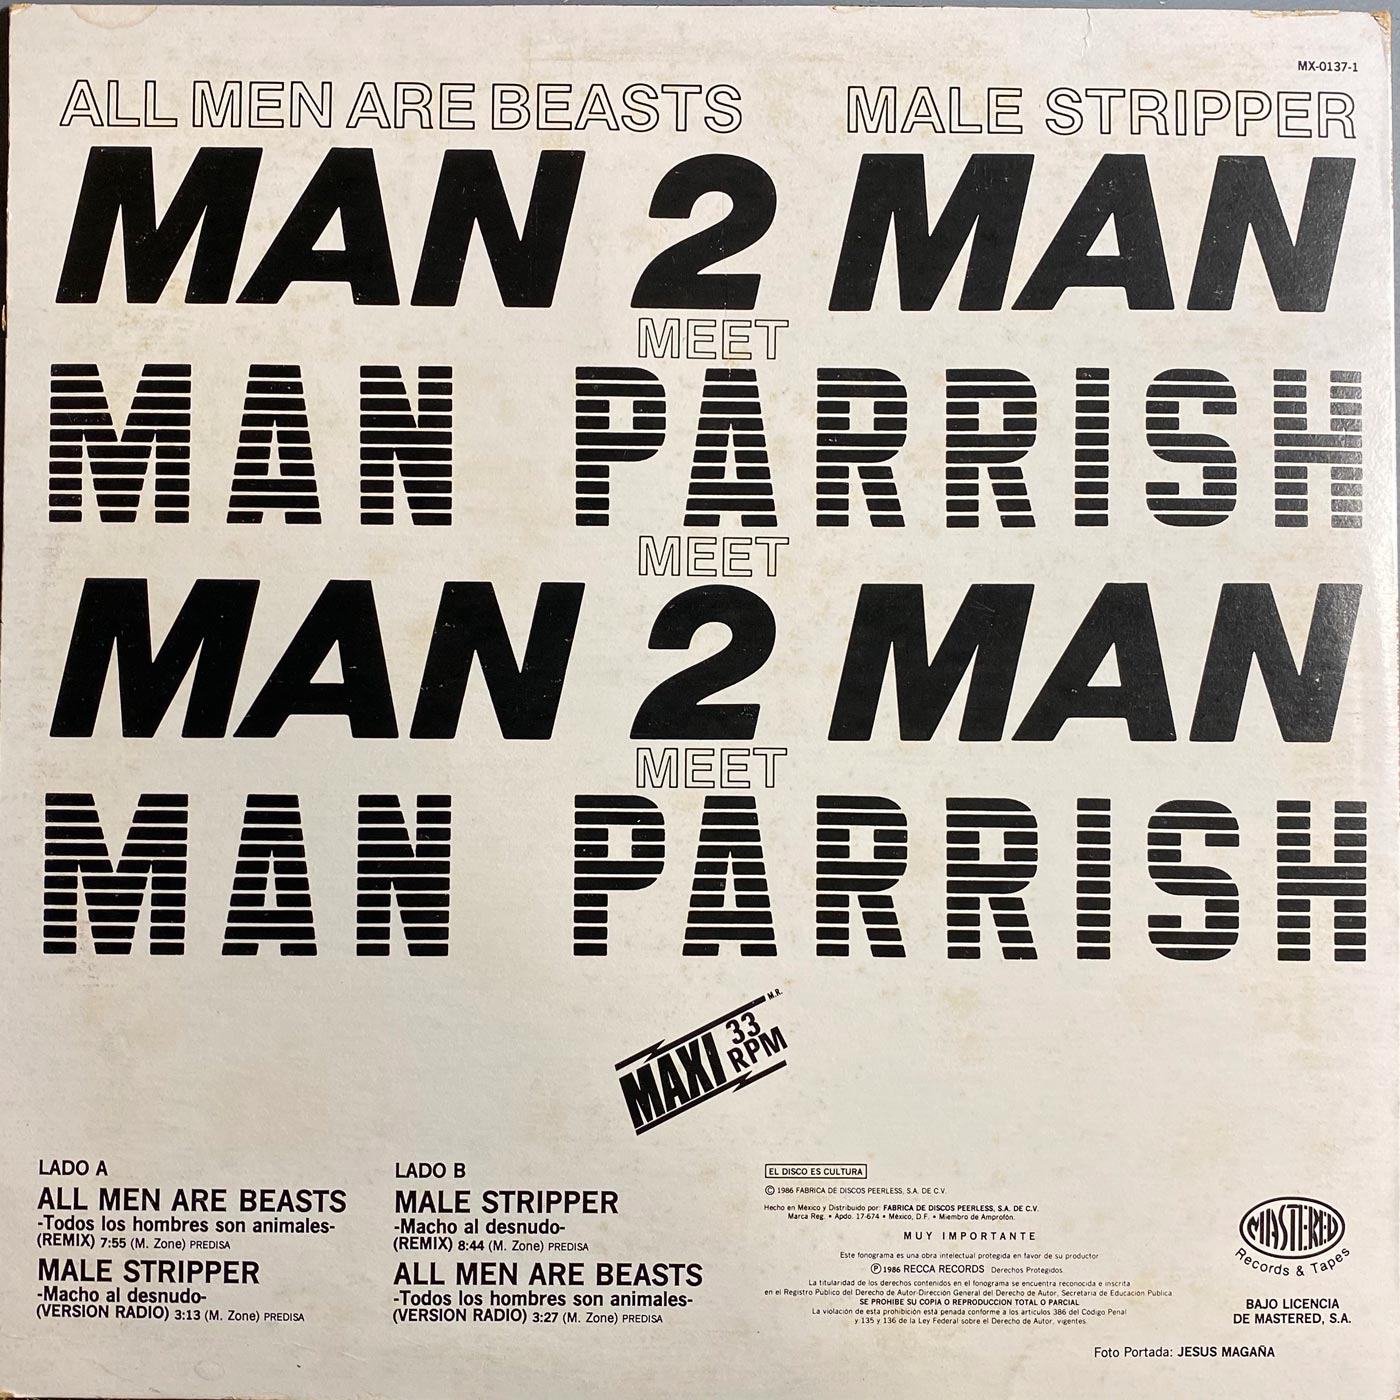 MX-0137-1
ALL MEN ARE BEASTS MALE STRIPPER
MAN 2 MAN
MEET
MAN PARRISH
MEET
MAN 2 MAN
MEET
MAN PARRISH
MAXI 33 RPM M.R.
LADO A
ALL MEN ARE BEASTS
-Todos los hombres son animales-
(REMIX) 7:55 (M. Zone) PREDISA
MALE STRIPPER
-Macho al desnudo-
(VERSION RADIO) 3:13 (M. Zone) PREDISA
LADO B
MALE STRIPPER
-Macho al desnudo-
(REMIX) 8:44 (M. Zone) PREDISA
ALL MEN ARE BEASTS
-Todos los hombres son animales-
(VERSION RADIO) 3:27 (M. Zone) PREDISA
EL DISCO ES CULTURA
© 1986 FABRICA DE DISCOS PEERLESS, S.A. DE C.V.
Hecho en México y Distribuido por: FABRICA DE DISCOS PEERLESS, S.A. DE C.V.
Marca Reg. • Apdo. 17-674 • México, D.F. • Miembro de Amprofón.
MUY IMPORTANTE
Este fonograma es una obra intelectual protegida en favor de su productor
℗ 1986 RECCA RECORDS Derechos Protegidos.
La titularidad de los derechos contenidos en el fonograma se encuentra reconocida e inscrita
en el Registro Público del Derecho de Autor-Dirección General del Derecho de Autor, Secretaría de Educación Pública
SE PROHIBE SU COPIA O REPRODUCCION TOTAL O PARCIAL
La violación de esta prohibición está penada conforme a los artículos 386 del Código Penal
y 135 y 136 de la Ley Federal sobre el Derecho de Autor, vigentes.
MASTERED
Records & Tapes
BAJO LICENCIA
DE MASTERED, S.A.
Foto Portada: JESUS MAGAÑA